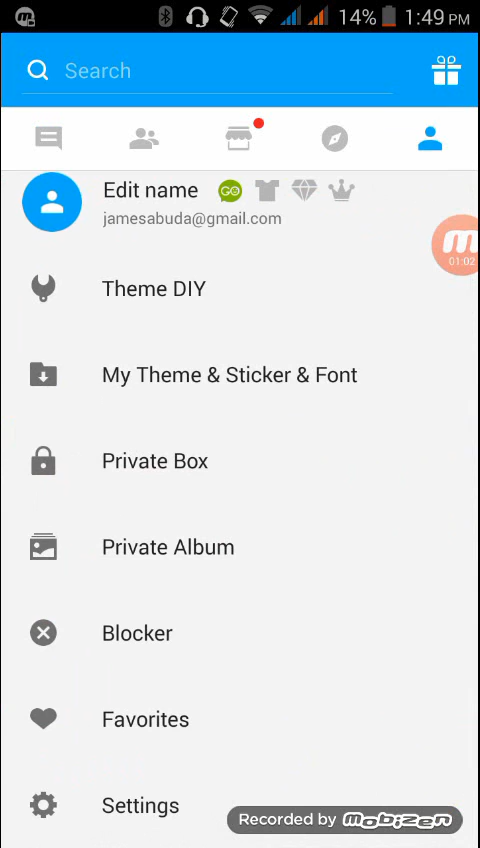 14% 1:49 PM
Search
Edit name GO
jamesabuda@gmail.com
01:02
Theme DIY
My Theme & Sticker & Font
Private Box
Private Album
Blocker
Favorites
Settings
Recorded by Mobizen